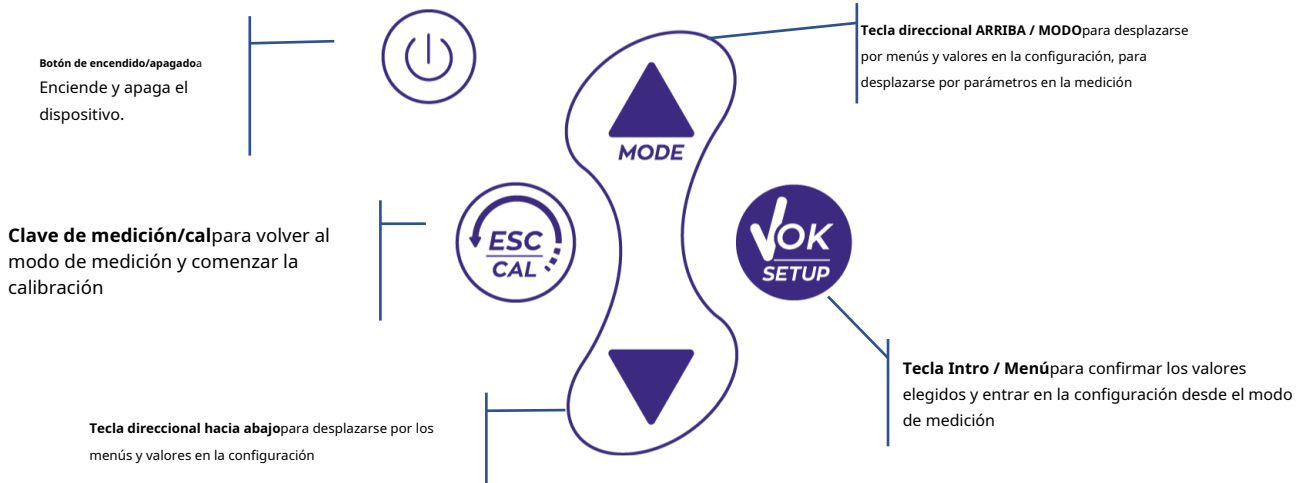 Botón de encendido/apagadoa
Enciende y apaga el
dispositivo.
Tecla direccional ARRIBA / MODOpara desplazarse
por menús y valores en la configuración, para
desplazarse por parámetros en la medición
MODE
Clave de medición/calpara volver al
modo de medición y comenzar la
calibración
ESC
CAL
OK
SETUP
Tecla Intro / Menúpara confirmar los valores
elegidos y entrar en la configuración desde el modo
de medición
Tecla direccional hacia abajopara desplazarse por los
menús y valores en la configuración